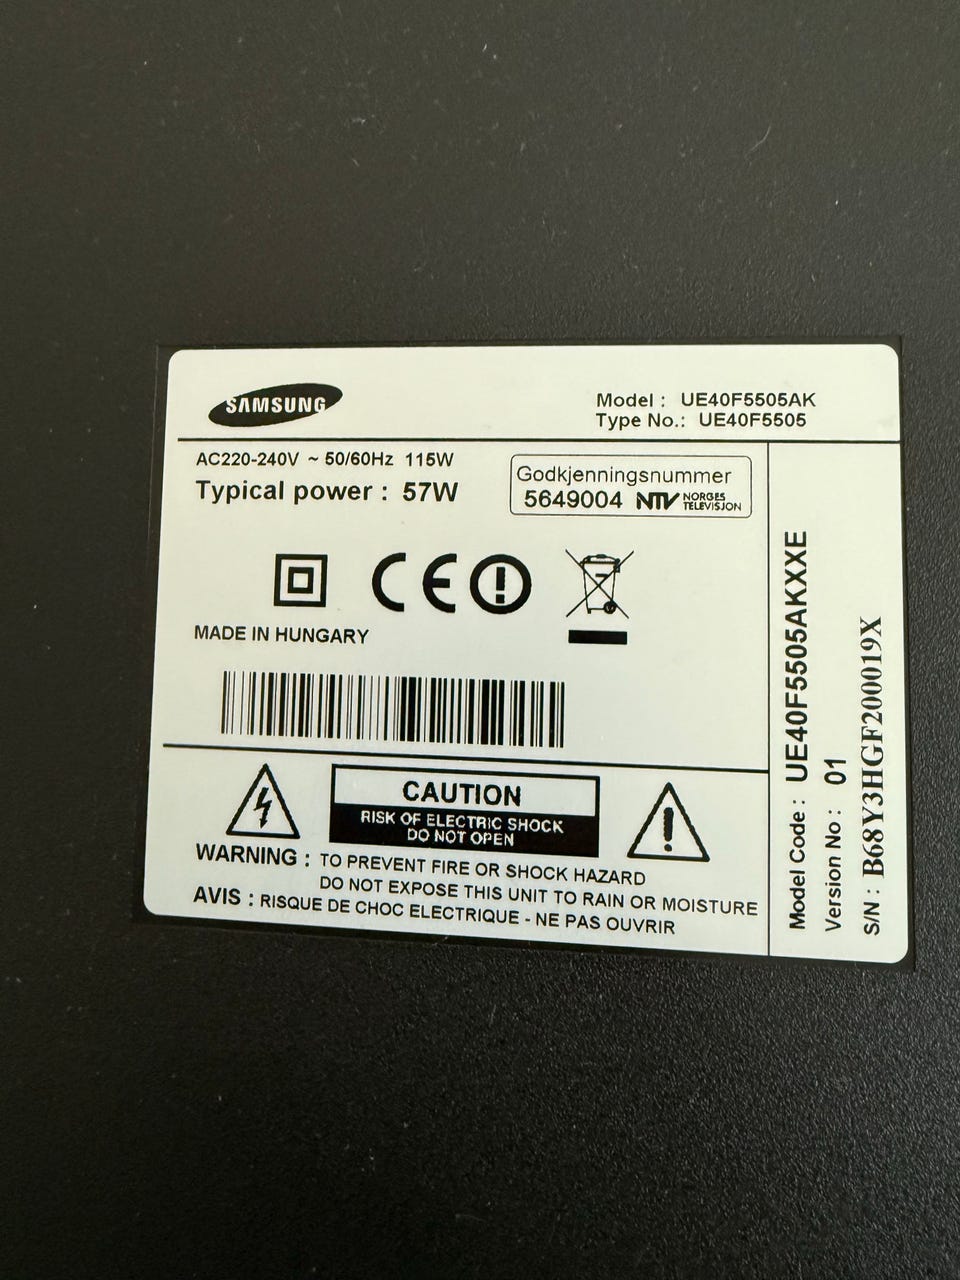 SAMSUNG
Model : UE40F5505AK
Type No.: UE40F5505
AC220-240V ~ 50/60Hz 115W
Typical power : 57W
Godkjenningsnummer
5649004 NTV NORGES TELEVISJON
CE
MADE IN HUNGARY
CAUTION
RISK OF ELECTRIC SHOCK
DO NOT OPEN
WARNING : TO PREVENT FIRE OR SHOCK HAZARD
DO NOT EXPOSE THIS UNIT TO RAIN OR MOISTURE
AVIS : RISQUE DE CHOC ELECTRIQUE - NE PAS OUVRIR
Model Code : UE40F5505AKXXE
Version No : 01
S/N : B68Y3HGF200019X